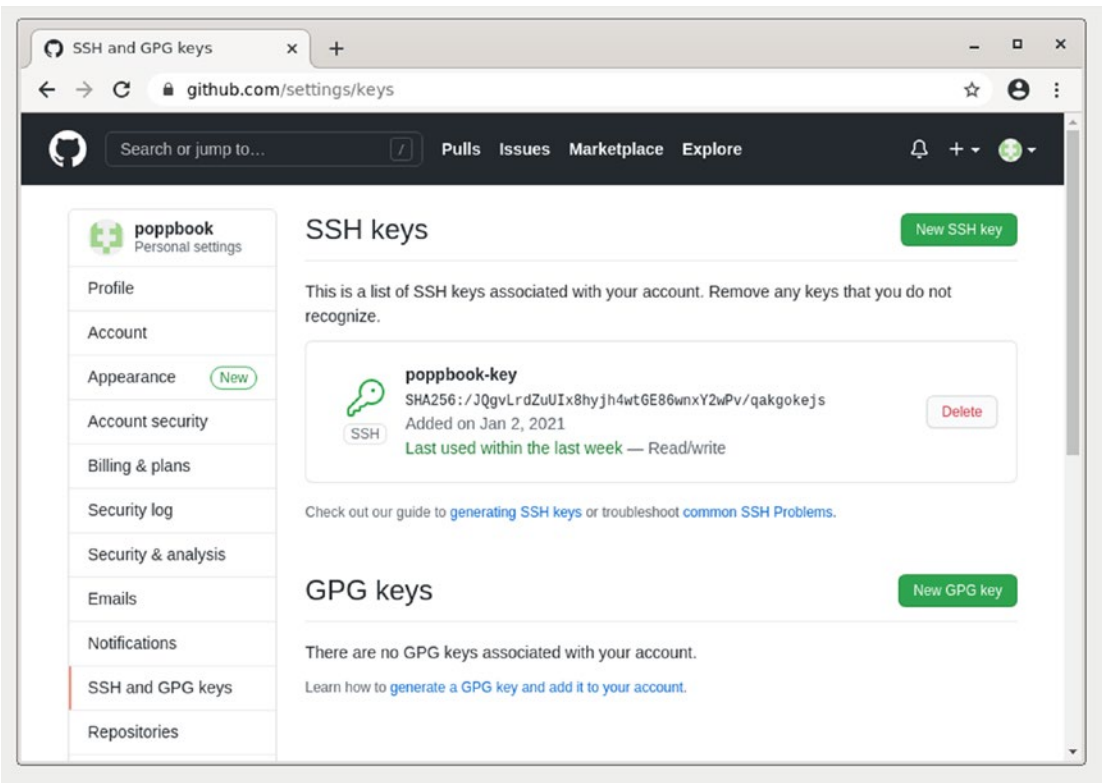 SSH and GPG keys
github.com/settings/keys
Search or jump to...
/
Pulls Issues Marketplace Explore
poppbook
Personal settings
Profile
Account
Appearance New
Account security
Billing & plans
Security log
Security & analysis
Emails
Notifications
SSH and GPG keys
Repositories
SSH keys
New SSH key
This is a list of SSH keys associated with your account. Remove any keys that you do not
recognize.
SSH
poppbook-key
SHA256:/JQgvLrdZuUIx8hyjh4wtGE86wnxY2wPv/qakgokejs
Added on Jan 2, 2021
Last used within the last week — Read/write
Delete
Check out our guide to generating SSH keys or troubleshoot common SSH Problems.
GPG keys
New GPG key
There are no GPG keys associated with your account.
Learn how to generate a GPG key and add it to your account.